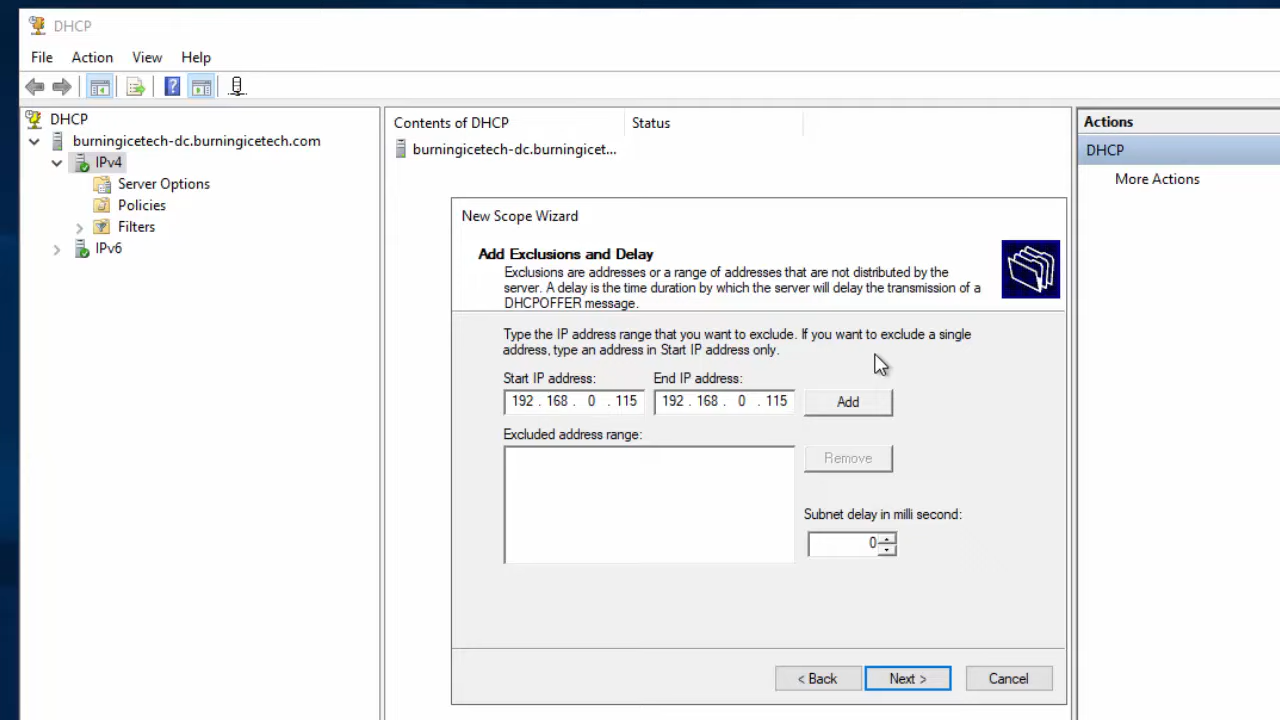 DHCP
File Action View Help
DHCP
burningicetech-dc.burningicetech.com
IPv4
Server Options
Policies
Filters
IPv6
Contents of DHCP Status
burningicetech-dc.burningicet...
New Scope Wizard
Add Exclusions and Delay
Exclusions are addresses or a range of addresses that are not distributed by the
server. A delay is the time duration by which the server will delay the transmission of a
DHCPOFFER message.
Type the IP address range that you want to exclude. If you want to exclude a single
address, type an address in Start IP address only.
Start IP address: End IP address:
192 . 168 . 0 . 115 192 . 168 . 0 . 115 Add
Excluded address range:
Remove
Subnet delay in milli second:
0
< Back Next > Cancel
Actions
DHCP
More Actions